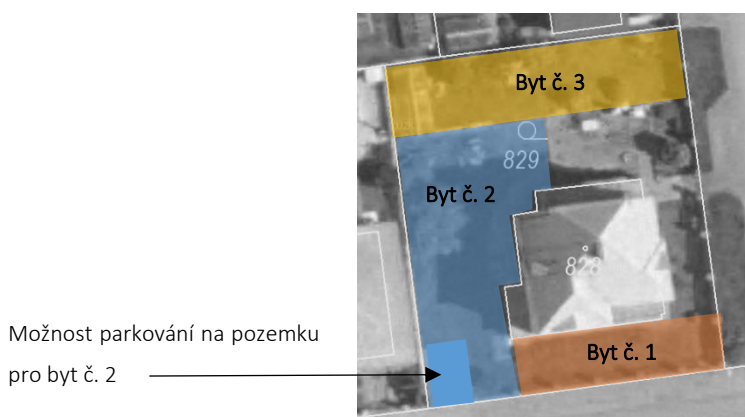 Byt č. 3
829
Byt č. 2
828
Byt č. 1
Možnost parkování na pozemku
pro byt č. 2